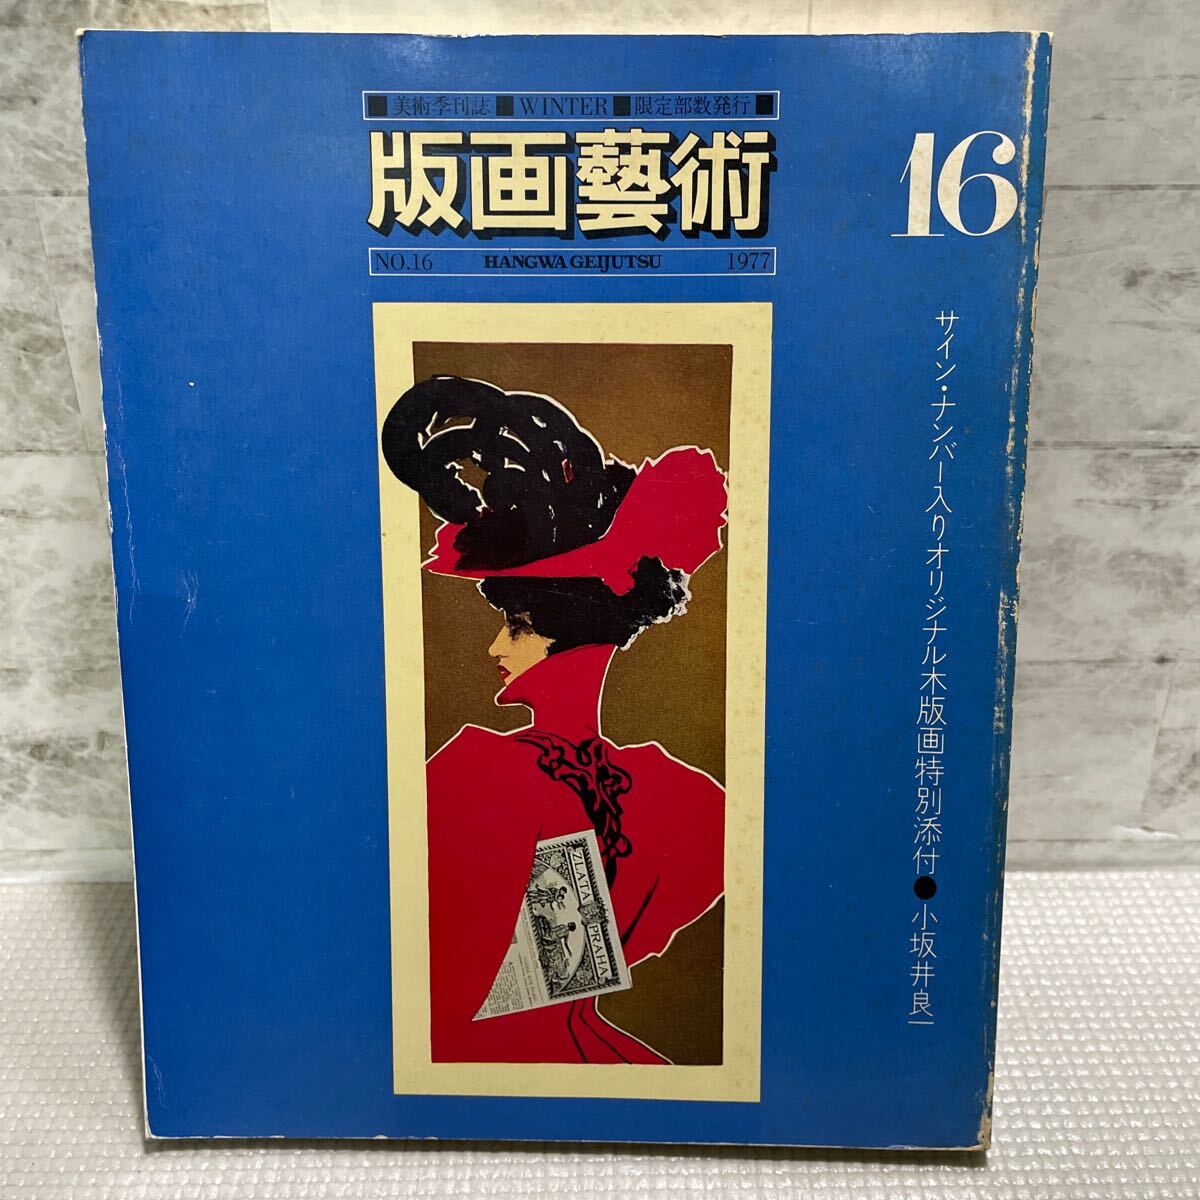 ■美術季刊誌■WINTER■限定部数発行■
版画藝術
NO.16 HANGWA GEIJUTSU 1977
16
サイン・ナンバー入りオリジナル木版画特別添付●小坂井良一
ZLATA PRAHA